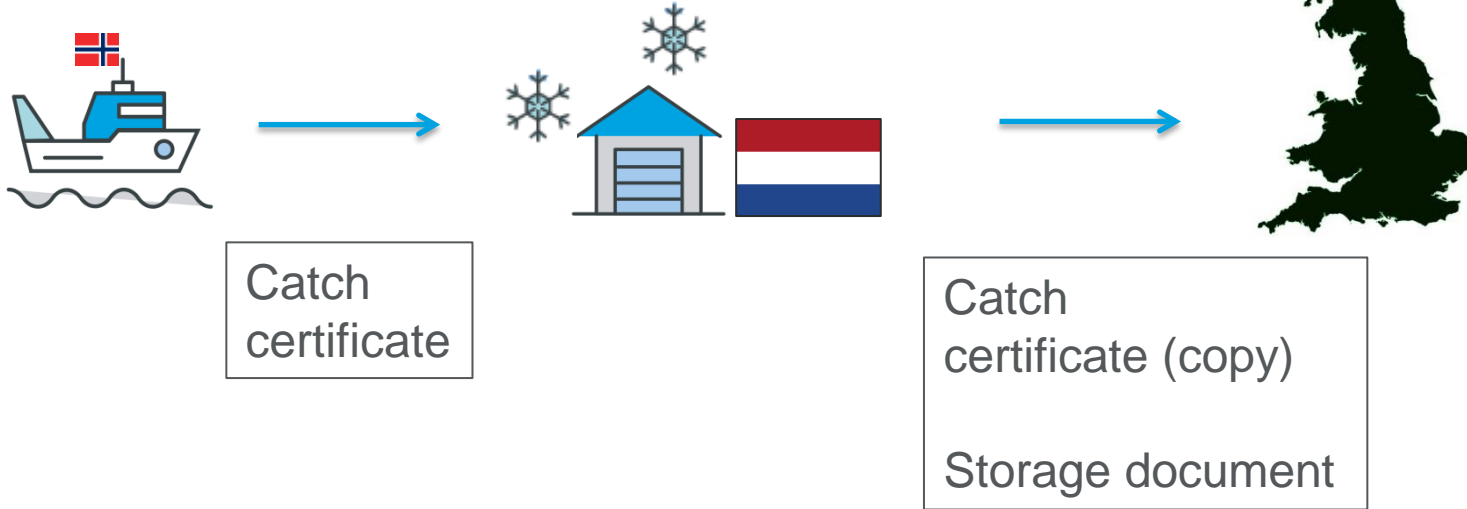 Catch
certificate
Catch
certificate (copy)
Storage document